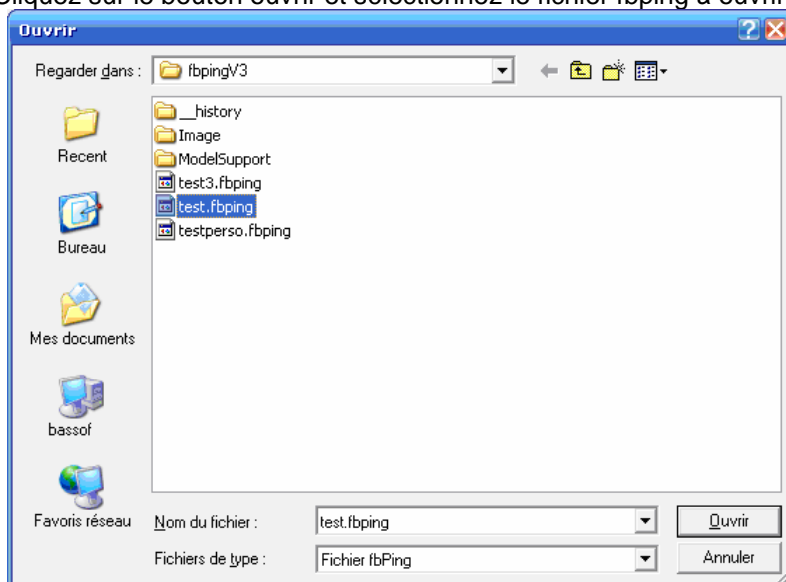 Cliquez sur le bouton ouvrir et sélectionnez le fichier fbping à ouvrir
Ouvrir
Regarder dans :
fbpingV3
__history
Image
ModelSupport
test3.fbping
test.fbping
testperso.fbping
Recent
Bureau
Mes documents
bassof
Favoris réseau
Nom du fichier :
test.fbping
Ouvrir
Fichiers de type :
Fichier fbPing
Annuler